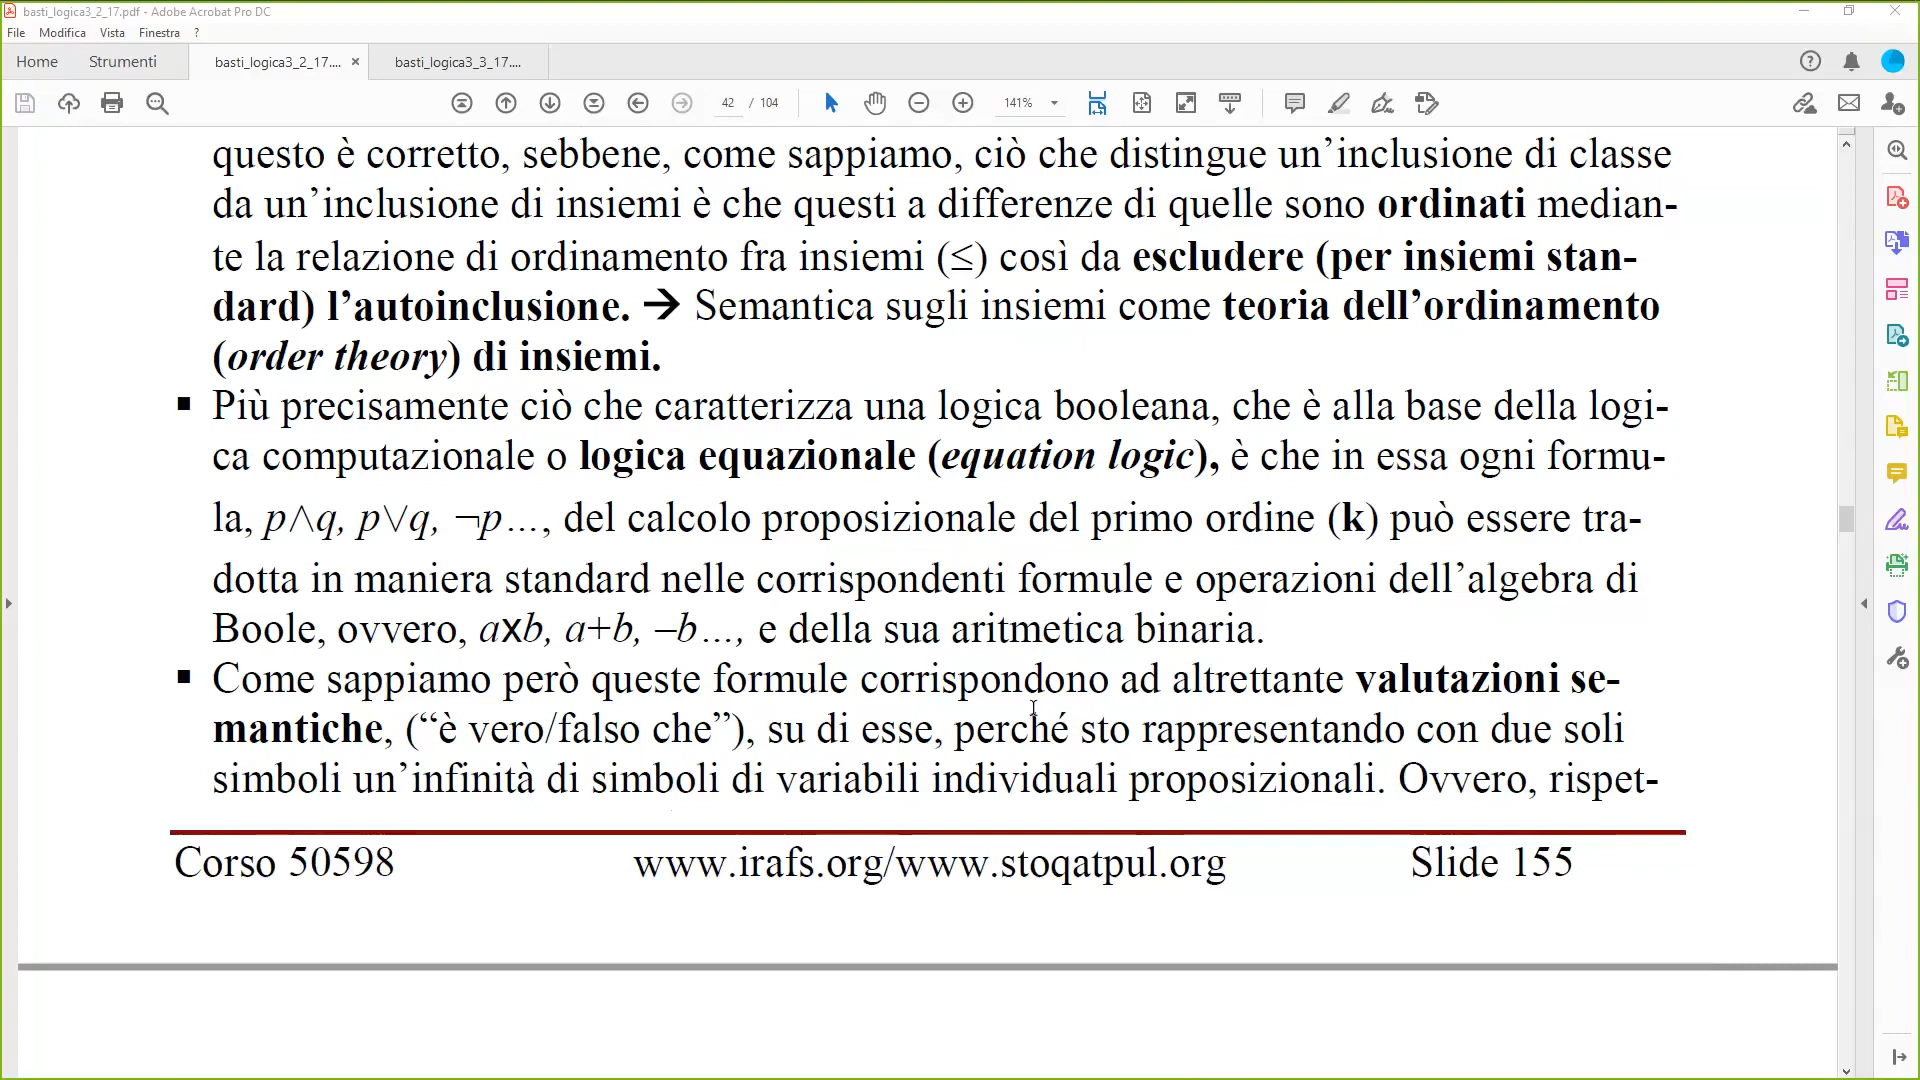 basti_logica3_2_17.pdf - Adobe Acrobat Pro DC
File Modifica Vista Finestra ?
Home Strumenti basti_logica3_2_17.... × basti_logica3_3_17....
42 / 104 141%
questo è corretto, sebbene, come sappiamo, ciò che distingue un’inclusione di classe
da un’inclusione di insiemi è che questi a differenze di quelle sono ordinati median-
te la relazione di ordinamento fra insiemi (≤) così da escludere (per insiemi stan-
dard) l’autoinclusione. → Semantica sugli insiemi come teoria dell’ordinamento
(order theory) di insiemi.
▪ Più precisamente ciò che caratterizza una logica booleana, che è alla base della logi-
ca computazionale o logica equazionale (equation logic), è che in essa ogni formu-
la, p∧q, p∨q, ¬p…, del calcolo proposizionale del primo ordine (k) può essere tra-
dotta in maniera standard nelle corrispondenti formule e operazioni dell’algebra di
Boole, ovvero, axb, a+b, –b…, e della sua aritmetica binaria.
▪ Come sappiamo però queste formule corrispondono ad altrettante valutazioni se-
mantiche, (“è vero/falso che”), su di esse, perché sto rappresentando con due soli
simboli un’infinità di simboli di variabili individuali proposizionali. Ovvero, rispet-
Corso 50598 www.irafs.org/www.stoqatpul.org Slide 155